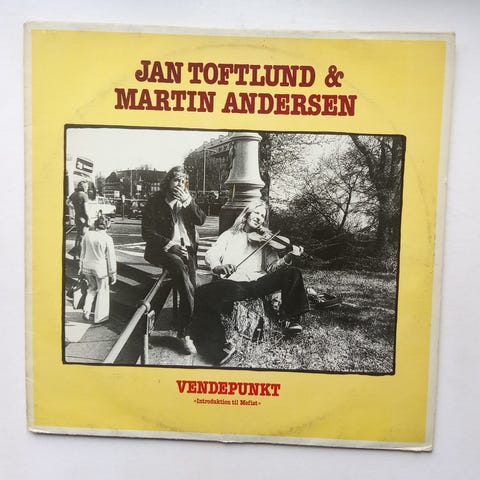 JAN TOFTLUND &
MARTIN ANDERSEN
VENDEPUNKT
»Introduktion til Mefist«